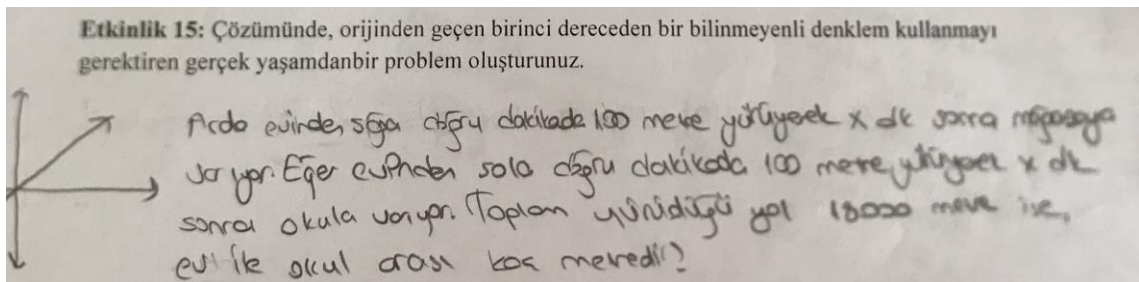 Etkinlik 15: Çözümünde, orijinden geçen birinci dereceden bir bilinmeyenli denklem kullanmayı
gerektiren gerçek yaşamdanbir problem oluşturunuz.
Arda evinden sağa doğru dakikada 100 metre yürüyerek x dk sonra mağazaya
varıyor. Eğer evinden sola doğru dakikada 100 metre yürüyerek x dk
sonra okula varıyor. Toplam yürüdüğü yol 18000 metre ise,
evi ile okul arası kaç metredir?